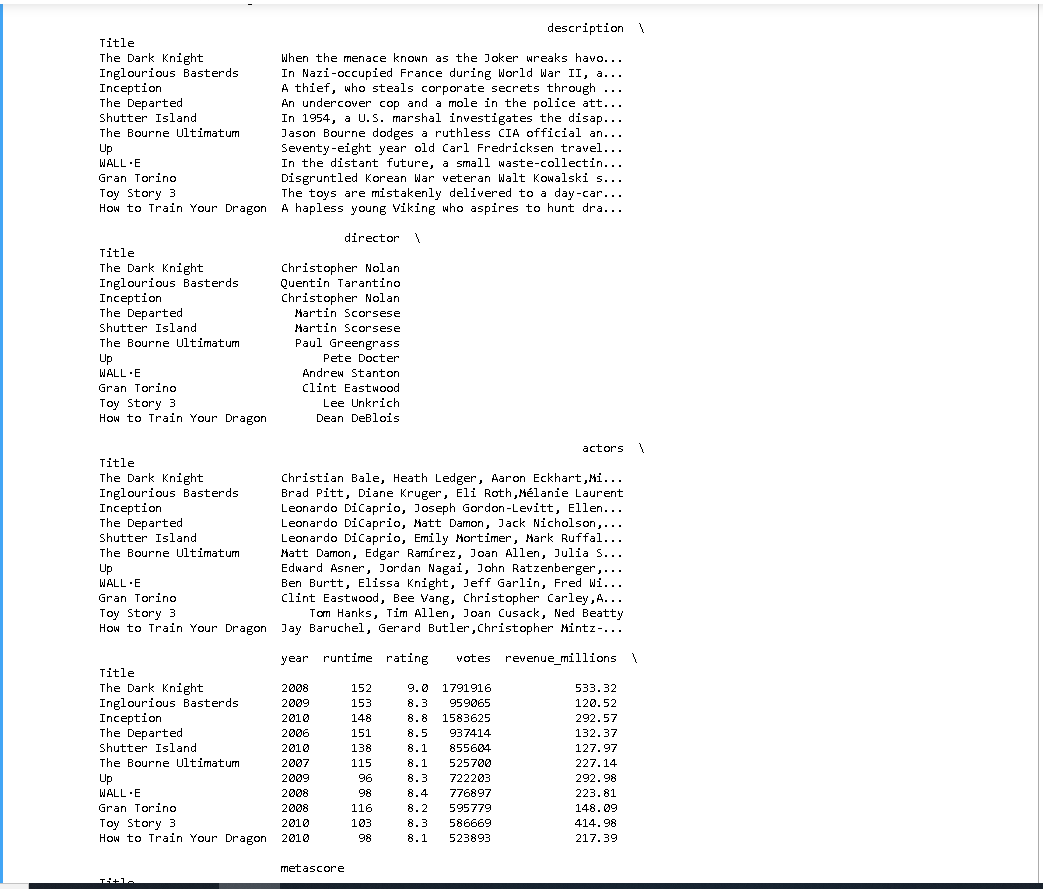 description  \
Title
The Dark Knight           When the menace known as the Joker wreaks havo...
Inglourious Basterds      In Nazi-occupied France during World War II, a...
Inception                 A thief, who steals corporate secrets through ...
The Departed              An undercover cop and a mole in the police att...
Shutter Island            In 1954, a U.S. marshal investigates the disap...
The Bourne Ultimatum      Jason Bourne dodges a ruthless CIA official an...
Up                        Seventy-eight year old Carl Fredricksen travel...
WALL·E                    In the distant future, a small waste-collectin...
Gran Torino               Disgruntled Korean War veteran Walt Kowalski s...
Toy Story 3               The toys are mistakenly delivered to a day-car...
How to Train Your Dragon  A hapless young Viking who aspires to hunt dra...
director  \
Title
The Dark Knight           Christopher Nolan
Inglourious Basterds      Quentin Tarantino
Inception                 Christopher Nolan
The Departed              Martin Scorsese
Shutter Island            Martin Scorsese
The Bourne Ultimatum      Paul Greengrass
Up                        Pete Docter
WALL·E                    Andrew Stanton
Gran Torino               Clint Eastwood
Toy Story 3               Lee Unkrich
How to Train Your Dragon  Dean DeBlois
actors  \
Title
The Dark Knight           Christian Bale, Heath Ledger, Aaron Eckhart,Mi...
Inglourious Basterds      Brad Pitt, Diane Kruger, Eli Roth,Mélanie Laurent
Inception                 Leonardo DiCaprio, Joseph Gordon-Levitt, Ellen...
The Departed              Leonardo DiCaprio, Matt Damon, Jack Nicholson,...
Shutter Island            Leonardo DiCaprio, Emily Mortimer, Mark Ruffal...
The Bourne Ultimatum      Matt Damon, Edgar Ramírez, Joan Allen, Julia S...
Up                        Edward Asner, Jordan Nagai, John Ratzenberger,...
WALL·E                    Ben Burtt, Elissa Knight, Jeff Garlin, Fred Wi...
Gran Torino               Clint Eastwood, Bee Vang, Christopher Carley,A...
Toy Story 3               Tom Hanks, Tim Allen, Joan Cusack, Ned Beatty
How to Train Your Dragon  Jay Baruchel, Gerard Butler,Christopher Mintz-...
year  runtime  rating    votes  revenue_millions  \
Title
The Dark Knight           2008      152     9.0  1791916            533.32
Inglourious Basterds      2009      153     8.3   959065            120.52
Inception                 2010      148     8.8  1583625            292.57
The Departed              2006      151     8.5   937414            132.37
Shutter Island            2010      138     8.1   855604            127.97
The Bourne Ultimatum      2007      115     8.1   525700            227.14
Up                        2009       96     8.3   722203            292.98
WALL·E                    2008       98     8.4   776897            223.81
Gran Torino               2008      116     8.2   595779            148.09
Toy Story 3               2010      103     8.3   586669            414.98
How to Train Your Dragon  2010       98     8.1   523893            217.39
metascore
Title